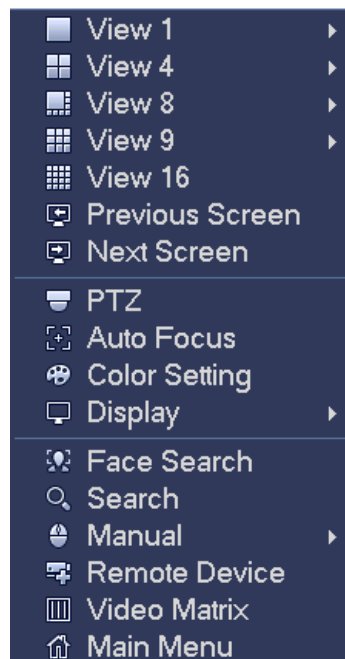 View 1
View 4
View 8
View 9
View 16
Previous Screen
Next Screen
PTZ
Auto Focus
Color Setting
Display
Face Search
Search
Manual
Remote Device
Video Matrix
Main Menu